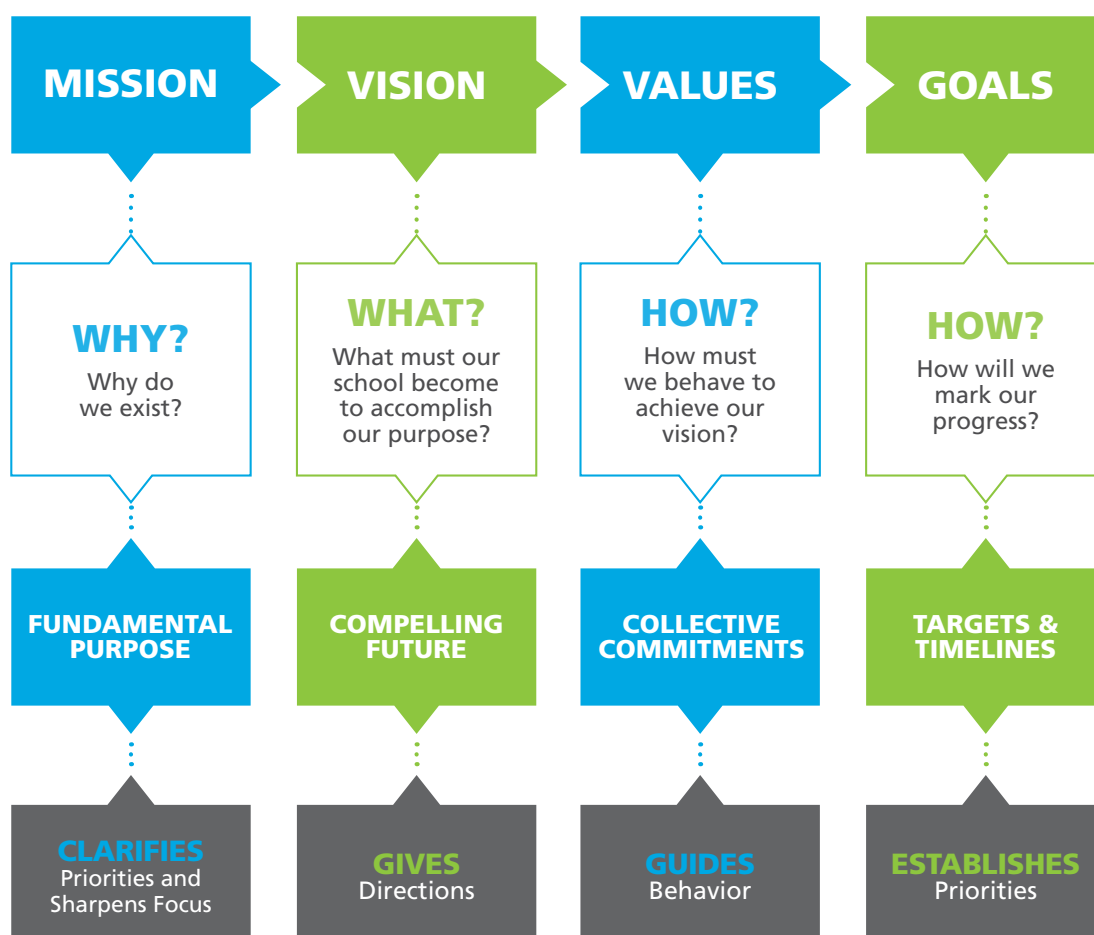 MISSION
VISION
VALUES
GOALS
WHY?
Why do
we exist?
WHAT?
What must our
school become
to accomplish
our purpose?
HOW?
How must
we behave to
achieve our
vision?
HOW?
How will we
mark our
progress?
FUNDAMENTAL
PURPOSE
COMPELLING
FUTURE
COLLECTIVE
COMMITMENTS
TARGETS &
TIMELINES
CLARIFIES
Priorities and
Sharpens Focus
GIVES
Directions
GUIDES
Behavior
ESTABLISHES
Priorities